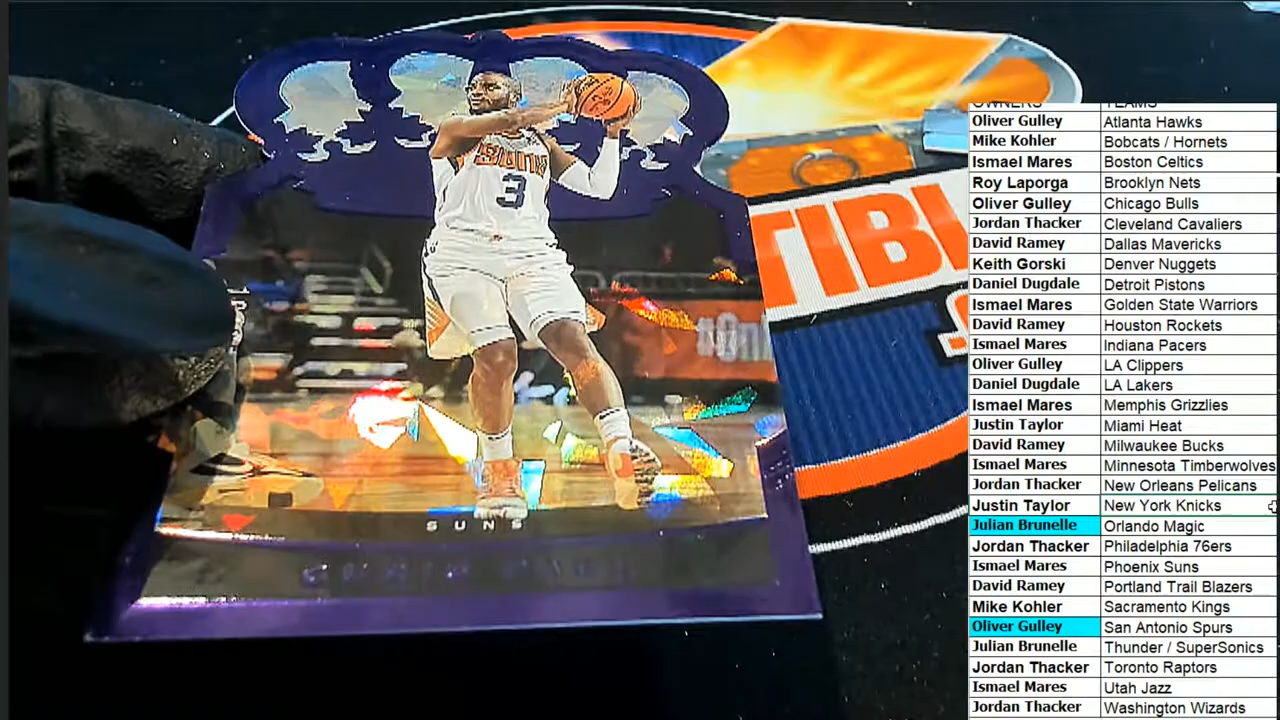 SUNS
3
SUNS
TIBL
OWNERS TEAMS
Oliver Gulley Atlanta Hawks
Mike Kohler Bobcats / Hornets
Ismael Mares Boston Celtics
Roy Laporga Brooklyn Nets
Oliver Gulley Chicago Bulls
Jordan Thacker Cleveland Cavaliers
David Ramey Dallas Mavericks
Keith Gorski Denver Nuggets
Daniel Dugdale Detroit Pistons
Ismael Mares Golden State Warriors
David Ramey Houston Rockets
Ismael Mares Indiana Pacers
Oliver Gulley LA Clippers
Daniel Dugdale LA Lakers
Ismael Mares Memphis Grizzlies
Justin Taylor Miami Heat
David Ramey Milwaukee Bucks
Ismael Mares Minnesota Timberwolves
Jordan Thacker New Orleans Pelicans
Justin Taylor New York Knicks
Julian Brunelle Orlando Magic
Jordan Thacker Philadelphia 76ers
Ismael Mares Phoenix Suns
David Ramey Portland Trail Blazers
Mike Kohler Sacramento Kings
Oliver Gulley San Antonio Spurs
Julian Brunelle Thunder / SuperSonics
Jordan Thacker Toronto Raptors
Ismael Mares Utah Jazz
Jordan Thacker Washington Wizards